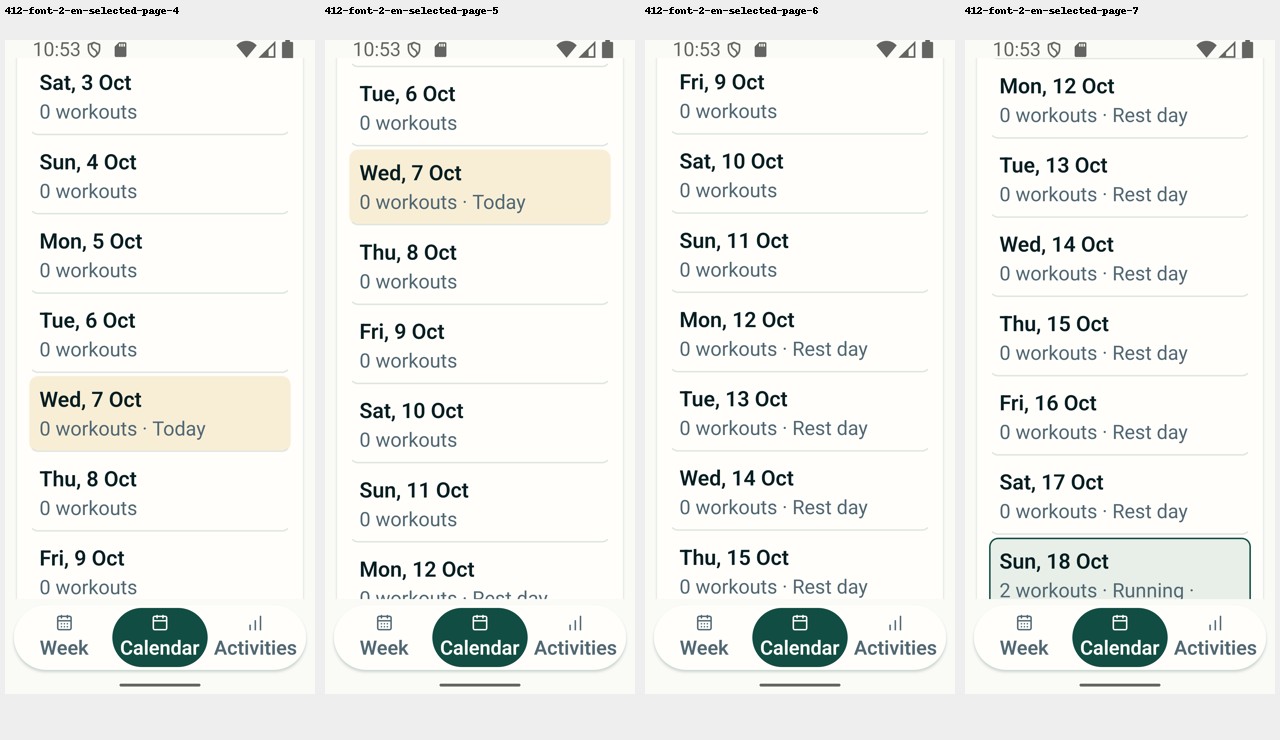 412-font-2-en-selected-page-4
10:53
Sat, 3 Oct
0 workouts
Sun, 4 Oct
0 workouts
Mon, 5 Oct
0 workouts
Tue, 6 Oct
0 workouts
Wed, 7 Oct
0 workouts · Today
Thu, 8 Oct
0 workouts
Fri, 9 Oct
0 workouts
Week
Calendar
Activities
412-font-2-en-selected-page-5
10:53
Tue, 6 Oct
0 workouts
Wed, 7 Oct
0 workouts · Today
Thu, 8 Oct
0 workouts
Fri, 9 Oct
0 workouts
Sat, 10 Oct
0 workouts
Sun, 11 Oct
0 workouts
Mon, 12 Oct
0 workouts · Rest day
Week
Calendar
Activities
412-font-2-en-selected-page-6
10:53
Fri, 9 Oct
0 workouts
Sat, 10 Oct
0 workouts
Sun, 11 Oct
0 workouts
Mon, 12 Oct
0 workouts · Rest day
Tue, 13 Oct
0 workouts · Rest day
Wed, 14 Oct
0 workouts · Rest day
Thu, 15 Oct
0 workouts · Rest day
Week
Calendar
Activities
412-font-2-en-selected-page-7
10:53
Mon, 12 Oct
0 workouts · Rest day
Tue, 13 Oct
0 workouts · Rest day
Wed, 14 Oct
0 workouts · Rest day
Thu, 15 Oct
0 workouts · Rest day
Fri, 16 Oct
0 workouts · Rest day
Sat, 17 Oct
0 workouts · Rest day
Sun, 18 Oct
2 workouts · Running ·
Week
Calendar
Activities